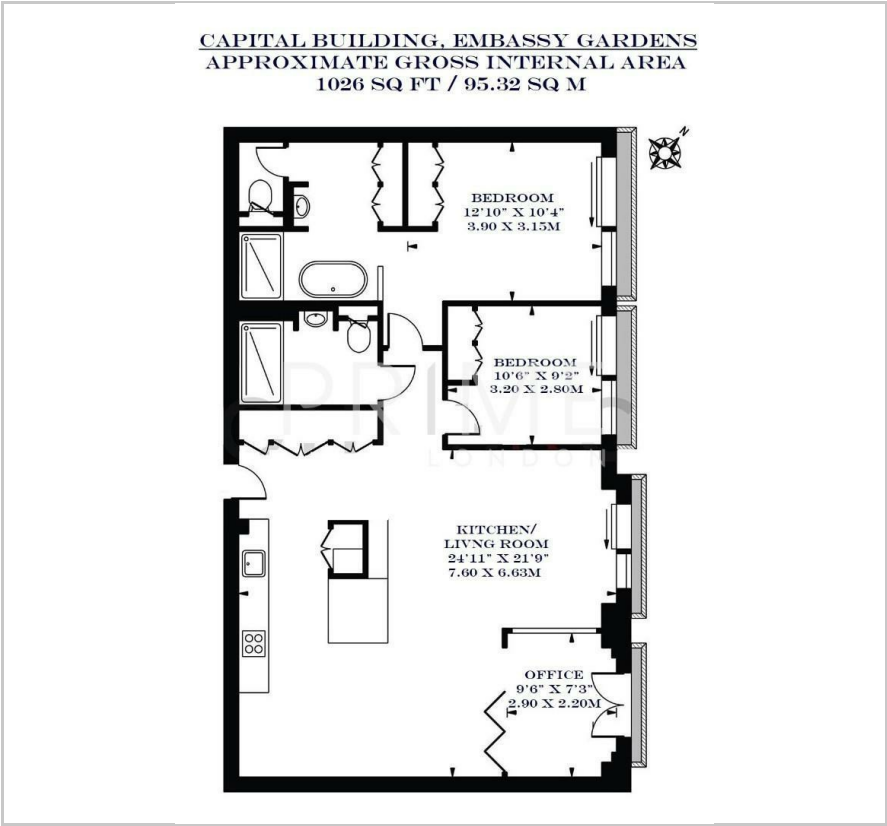 CAPITAL BUILDING, EMBASSY GARDENS
APPROXIMATE GROSS INTERNAL AREA
1026 SQ FT / 95.32 SQ M
N
BEDROOM
12'10" X 10'4"
3.90 X 3.15M
BEDROOM
10'6" X 9'2"
3.20 X 2.80M
PRIME
LONDON
KITCHEN/
LIVNG ROOM
24'11" X 21'9"
7.60 X 6.63M
OFFICE
9'6" X 7'3"
2.90 X 2.20M